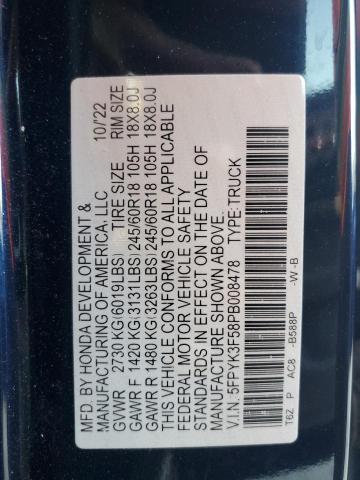 MFD. BY HONDA DEVELOPMENT &
MANUFACTURING OF AMERICA, LLC 10/'22
GVWR 2730 KG(6019LBS) TIRE SIZE RIM SIZE
GAWR F 1420 KG(3131LBS) 245/60R18 105H 18X8.0J
GAWR R 1480 KG(3263LBS) 245/60R18 105H 18X8.0J
THIS VEHICLE CONFORMS TO ALL APPLICABLE
FEDERAL MOTOR VEHICLE SAFETY
STANDARDS IN EFFECT ON THE DATE OF
MANUFACTURE SHOWN ABOVE.
V.I.N.:5FPYK3F58PB008478 TYPE:TRUCK
T6Z P AC8 -B588P -W -B